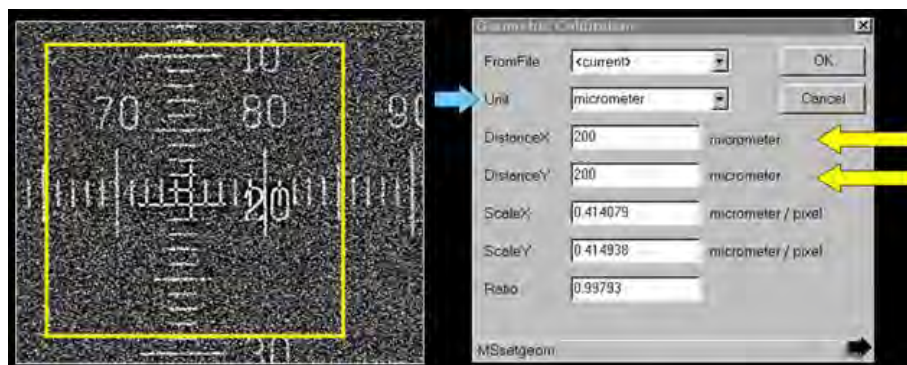 10
70 80 90
20
30
Geometric Calibration
FromFile <current> OK
Unit micrometer Cancel
DistanceX 200 micrometer
DistanceY 200 micrometer
ScaleX 0.414079 micrometer / pixel
ScaleY 0.414938 micrometer / pixel
Ratio 0.99793
MSsetgeom